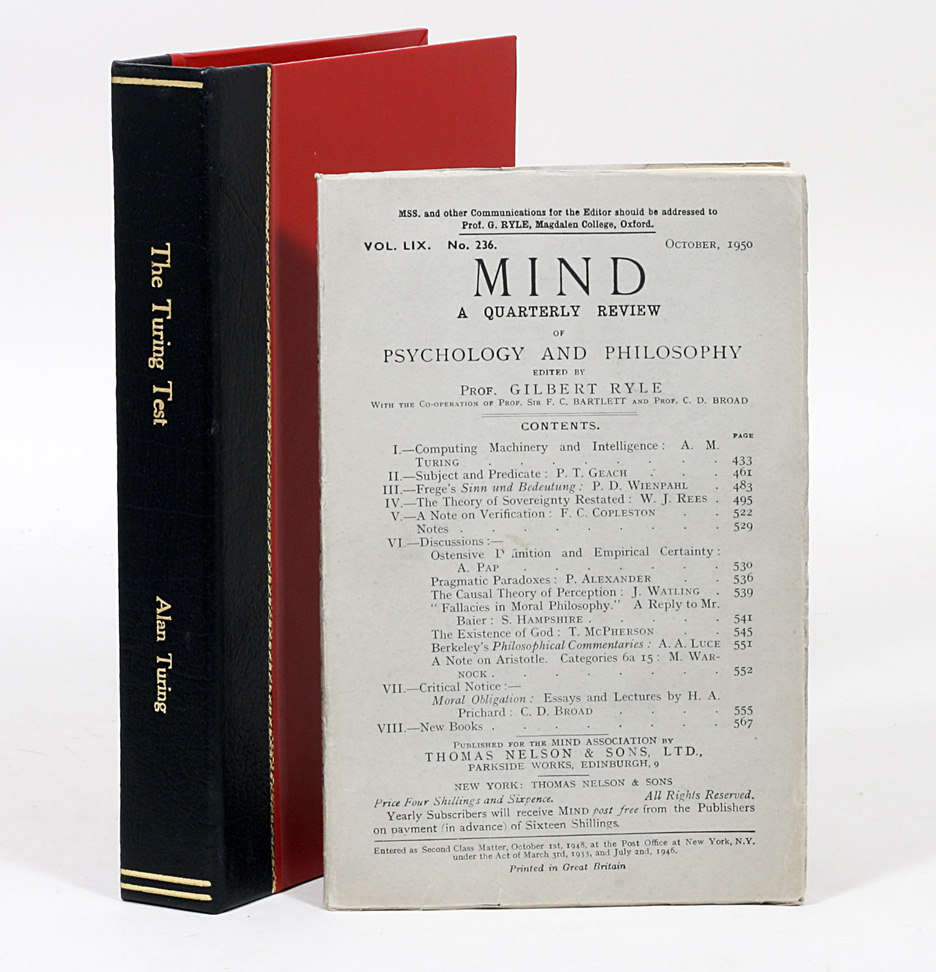 The Turing Test
Alan Turing
MSS. and other Communications for the Editor should be addressed to
Prof. G. RYLE, Magdalen College, Oxford.
VOL. LIX. No. 236. OCTOBER, 1950
MIND
A QUARTERLY REVIEW
OF
PSYCHOLOGY AND PHILOSOPHY
EDITED BY
PROF. GILBERT RYLE
WITH THE CO-OPERATION OF PROF. SIR F. C. BARTLETT AND PROF. C. D. BROAD
CONTENTS.
PAGE
I.—Computing Machinery and Intelligence : A. M.
TURING . . . . . . . . 433
II.—Subject and Predicate : P. T. GEACH . . 461
III.—Frege's Sinn und Bedeutung : P. D. WIENPAHL . 483
IV.—The Theory of Sovereignty Restated : W. J. REES . 495
V.—A Note on Verification : F. C. COPLESTON . . 522
Notes . . . . . . . . 529
VI.—Discussions :—
Ostensive and Empirical Certainty :
A. PAP . . . . . . . 530
Pragmatic Paradoxes : P. ALEXANDER . . 536
The Causal Theory of Perception : J. WATLING . 539
" Fallacies in Moral Philosophy." A Reply to Mr.
Baier : S. HAMPSHIRE . . . . . 541
The Existence of God : T. MCPHERSON . . 545
Berkeley's Philosophical Commentaries : A. A. LUCE 551
A Note on Aristotle. Categories 6a 15 : M. WAR-
NOCK . . . . . . . . 552
VII.—Critical Notice :—
Moral Obligation : Essays and Lectures by H. A.
Prichard : C. D. BROAD . . . . . 555
VIII.—New Books . . . . . . . 567
PUBLISHED FOR THE MIND ASSOCIATION BY
THOMAS NELSON & SONS, LTD.,
PARKSIDE WORKS, EDINBURGH, 9
NEW YORK: THOMAS NELSON & SONS
Price Four Shillings and Sixpence. All Rights Reserved.
Yearly Subscribers will receive MIND post free from the Publishers
on payment (in advance) of Sixteen Shillings.
Entered as Second Class Matter, October 1st, 1948, at the Post Office at New York, N.Y.
under the Act of March 3rd, 1933, and July 2nd, 1946.
Printed in Great Britain